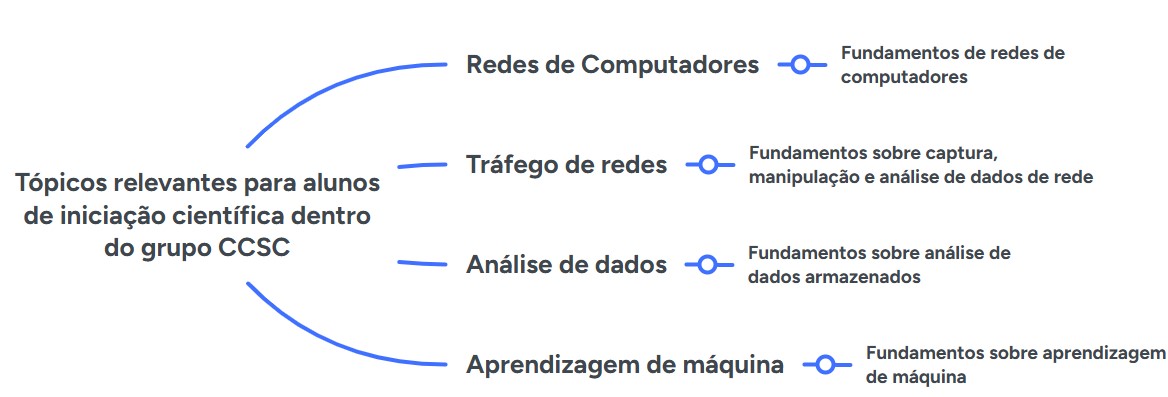 Tópicos relevantes para alunos
de iniciação científica dentro
do grupo CCSC
Redes de Computadores
Fundamentos de redes de
computadores
Tráfego de redes
Fundamentos sobre captura,
manipulação e análise de dados de rede
Análise de dados
Fundamentos sobre análise de
dados armazenados
Aprendizagem de máquina
Fundamentos sobre aprendizagem
de máquina